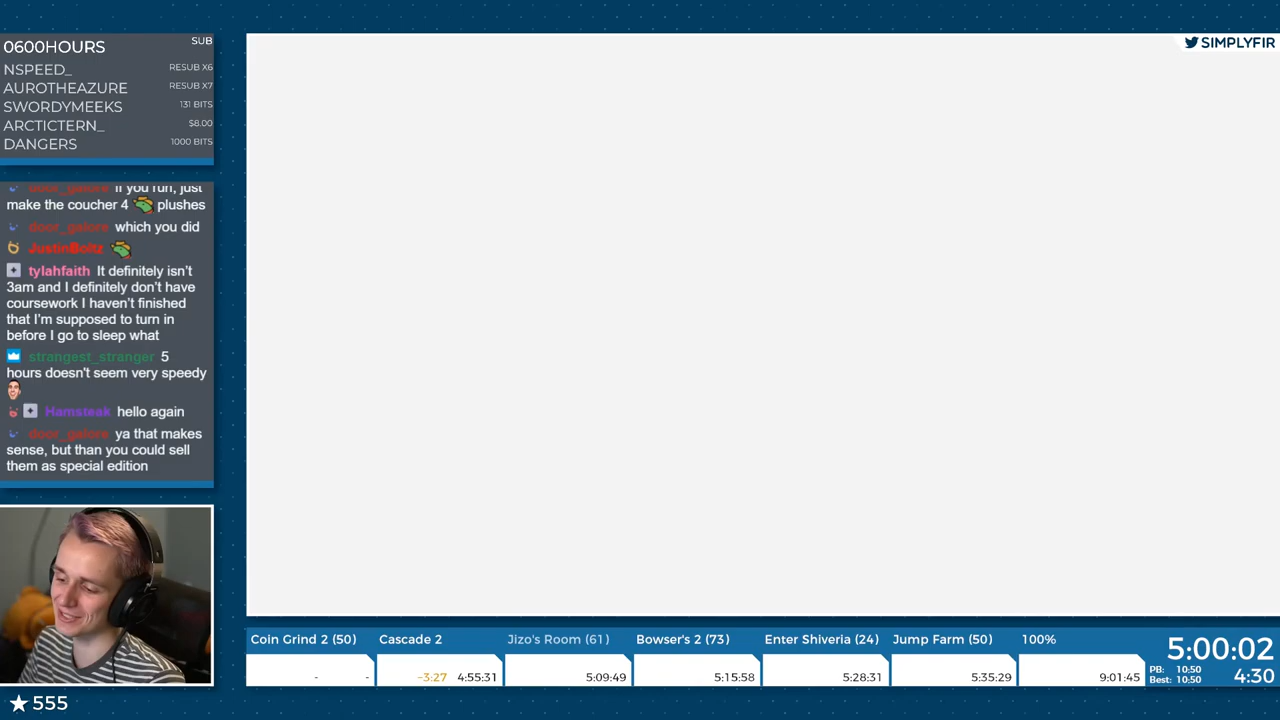 0600HOURS SUB
NSPEED_ RESUB X6
AUROTHEAZURE RESUB X7
SWORDYMEEKS 131 BITS
ARCTICTERN_ $8.00
DANGERS 1000 BITS
SIMPLYFIR
door_galore If you run, just
make the coucher 4 plushes
door_galore which you did
JustinBoltz
tylahfaith It definitely isn't
3am and I definitely don't have
coursework I haven't finished
that I'm supposed to turn in
before I go to sleep what
strangest_stranger 5
hours doesn't seem very speedy
Hamsteak hello again
door_galore ya that makes
sense, but than you could sell
them as special edition
Coin Grind 2 (50) Cascade 2 Jizo's Room (61) Bowser's 2 (73) Enter Shiveria (24) Jump Farm (50) 100%
- - -3:27 4:55:31 5:09:49 5:15:58 5:28:31 5:35:29 9:01:45
5:00:02
PB: 10:50
Best: 10:50
4:30
★ 555